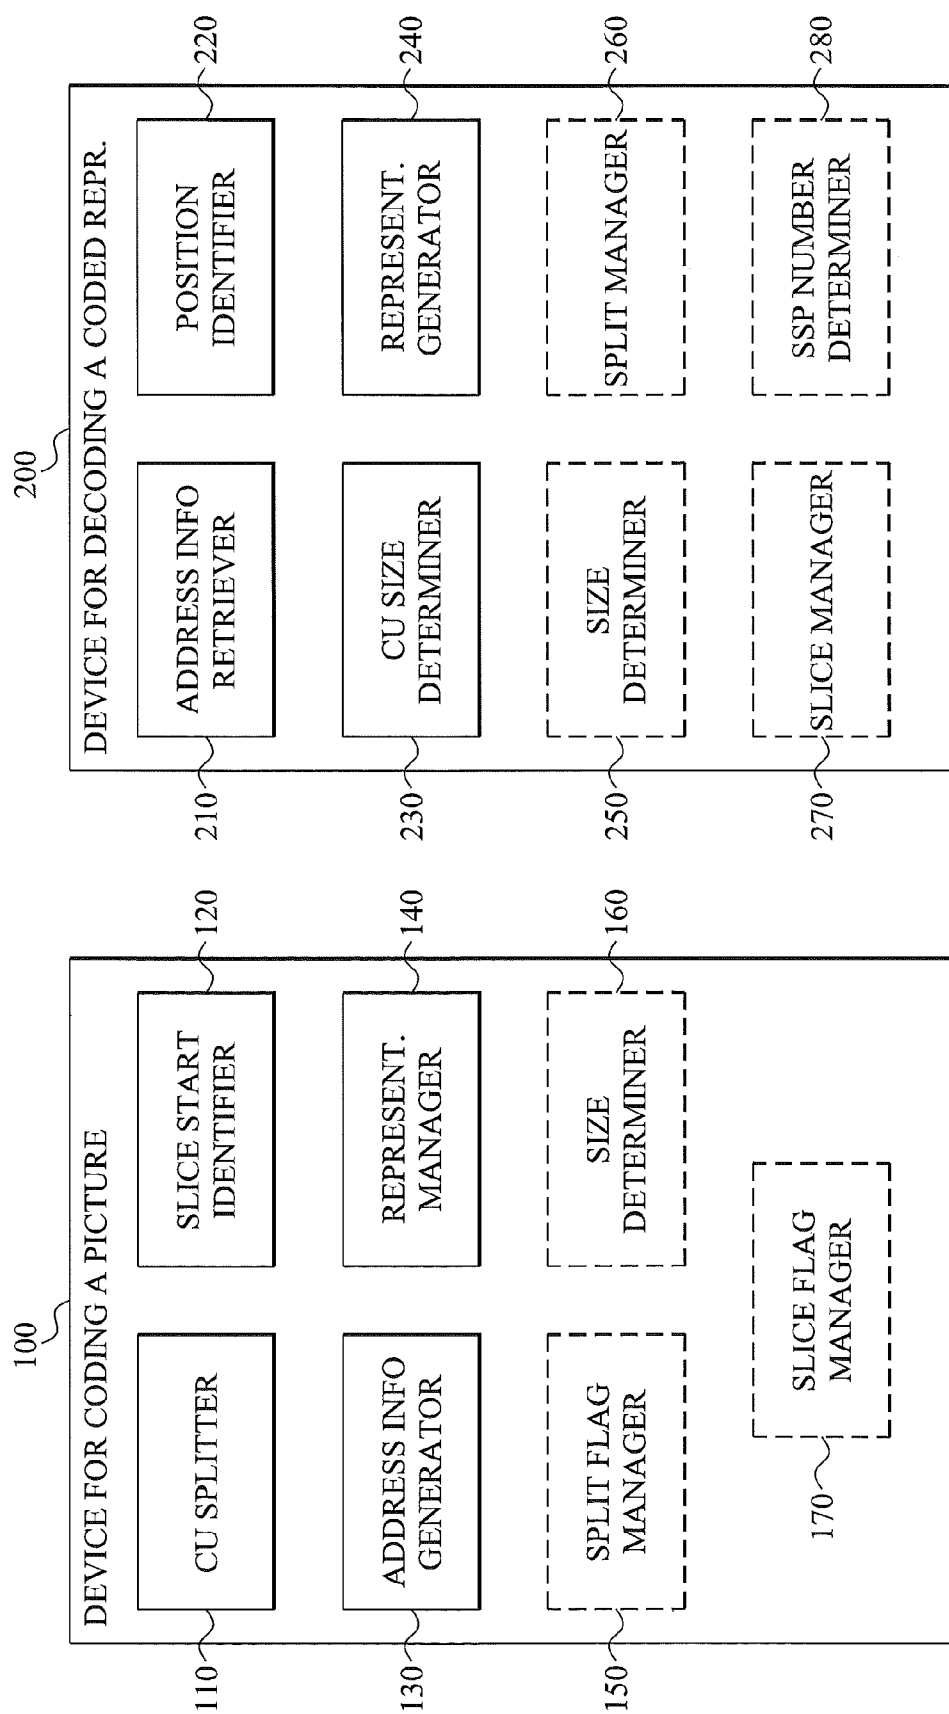 100
DEVICE FOR CODING A PICTURE
110
CU SPLITTER
SLICE START
IDENTIFIER
120
130
ADDRESS INFO
GENERATOR
REPRESENT.
MANAGER
140
150
SPLIT FLAG
MANAGER
SIZE
DETERMINER
160
170
SLICE FLAG
MANAGER
200
DEVICE FOR DECODING A CODED REPR.
210
ADDRESS INFO
RETRIEVER
POSITION
IDENTIFIER
220
230
CU SIZE
DETERMINER
REPRESENT.
GENERATOR
240
250
SIZE
DETERMINER
SPLIT MANAGER
260
270
SLICE MANAGER
SSP NUMBER
DETERMINER
280